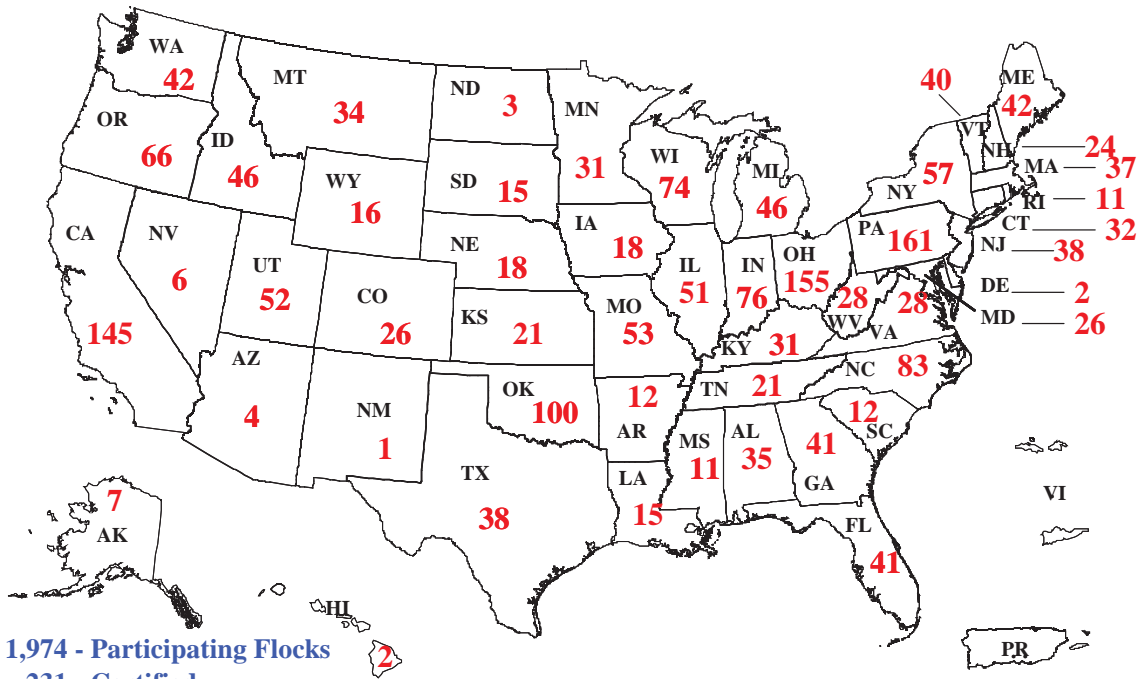 WA
42
MT
34
ND
3
MN
31
40
ME
42
OR
66
ID
46
WY
16
SD
15
WI
74
MI
46
NY
57
VT
NH
24
MA
37
RI
11
CT
32
CA
145
NV
6
UT
52
CO
26
NE
18
IA
18
IL
51
IN
76
OH
155
PA
161
NJ
38
DE
2
MD
26
KS
21
MO
53
KY
31
WV
28
VA
28
AZ
4
NM
1
OK
100
AR
12
TN
21
NC
83
SC
12
TX
38
LA
15
MS
11
AL
35
GA
41
FL
41
VI
AK
7
HI
2
PR
1,974 - Participating Flocks
231 - Certified